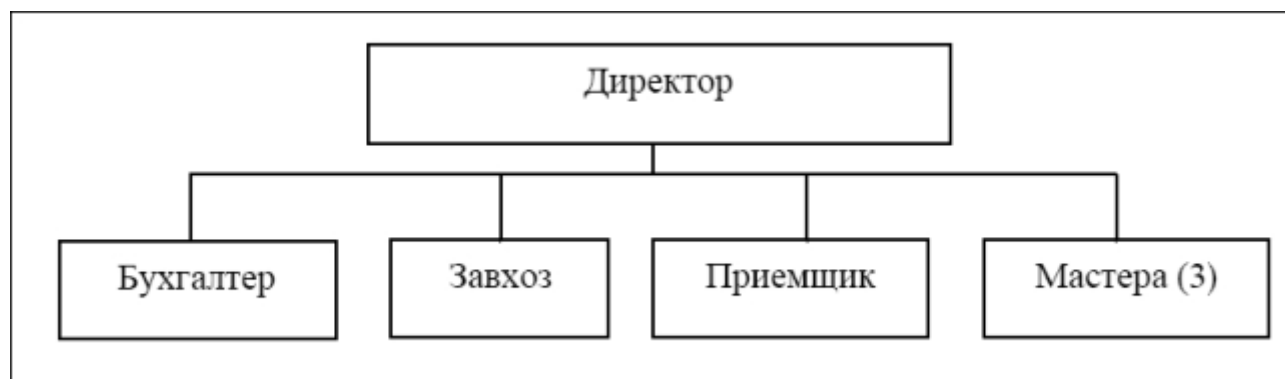 Директор
Бухгалтер
Завхоз
Приемщик
Мастера (3)